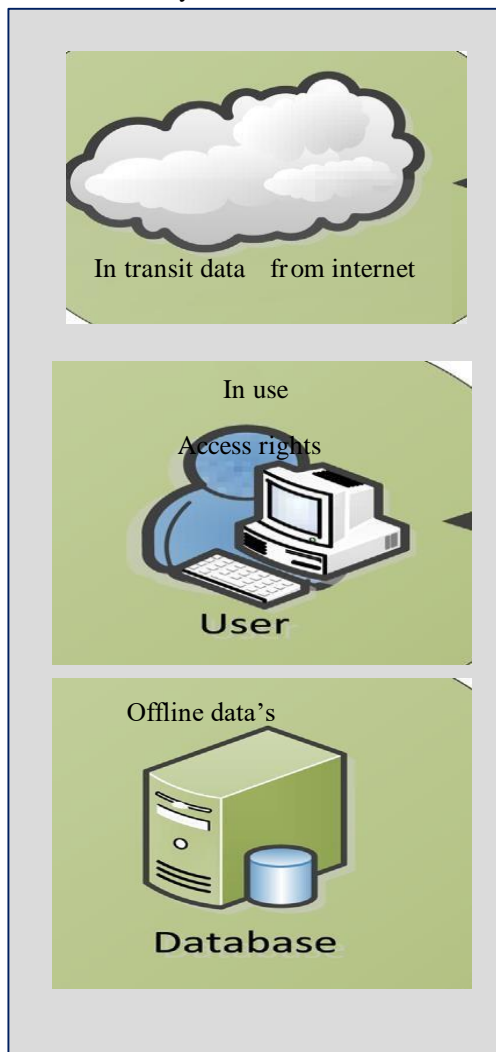 In transit data from internet
In use
Access rights
User
Offline data’s
Database